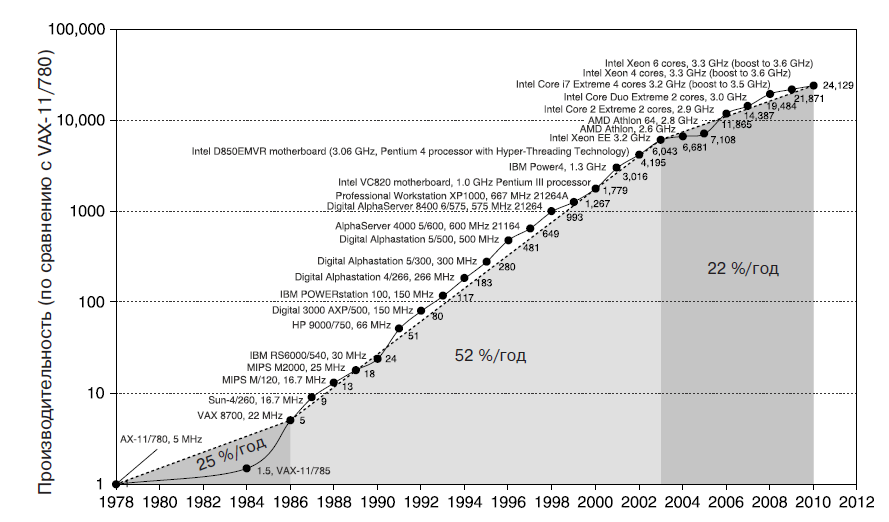 Производительность (по сравнению с VAX-11/780)
100,000
10,000
1000
100
10
1
Intel Xeon 6 cores, 3.3 GHz (boost to 3.6 GHz)
Intel Xeon 4 cores, 3.3 GHz (boost to 3.6 GHz)
Intel Core i7 Extreme 4 cores 3.2 GHz (boost to 3.5 GHz)
24,129
Intel Core Duo Extreme 2 cores, 3.0 GHz
21,871
Intel Core 2 Extreme 2 cores, 2.9 GHz
19,484
AMD Athlon 64, 2.8 GHz
14,387
AMD Athlon, 2.6 GHz
11,865
Intel Xeon EE 3.2 GHz
7,108
6,681
Intel D850EMVR motherboard (3.06 GHz, Pentium 4 processor with Hyper-Threading Technology)
6,043
4,195
IBM Power4, 1.3 GHz
3,016
Intel VC820 motherboard, 1.0 GHz Pentium III processor
1,779
Professional Workstation XP1000, 667 MHz 21264A
1,267
Digital AlphaServer 8400 6/575, 575 MHz 21264
993
AlphaServer 4000 5/600, 600 MHz 21164
649
Digital Alphastation 5/500, 500 MHz
481
Digital Alphastation 5/300, 300 MHz
280
22 %/год
Digital Alphastation 4/266, 266 MHz
183
IBM POWERstation 100, 150 MHz
117
Digital 3000 AXP/500, 150 MHz
80
HP 9000/750, 66 MHz
51
52 %/год
IBM RS6000/540, 30 MHz
24
MIPS M2000, 25 MHz
18
MIPS M/120, 16.7 MHz
13
Sun-4/260, 16.7 MHz
9
VAX 8700, 22 MHz
5
AX-11/780, 5 MHz
25 %/год
1.5, VAX-11/785
1978 1980 1982 1984 1986 1988 1990 1992 1994 1996 1998 2000 2002 2004 2006 2008 2010 2012